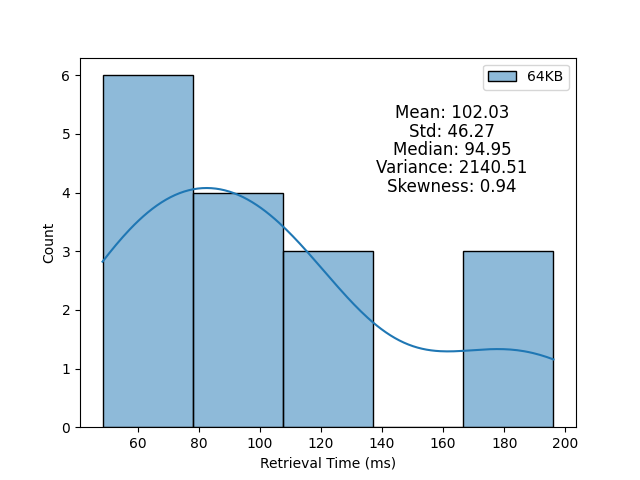 64KB
Mean: 102.03
Std: 46.27
Median: 94.95
Variance: 2140.51
Skewness: 0.94
Count
6
5
4
3
2
1
0
60 80 100 120 140 160 180 200
Retrieval Time (ms)